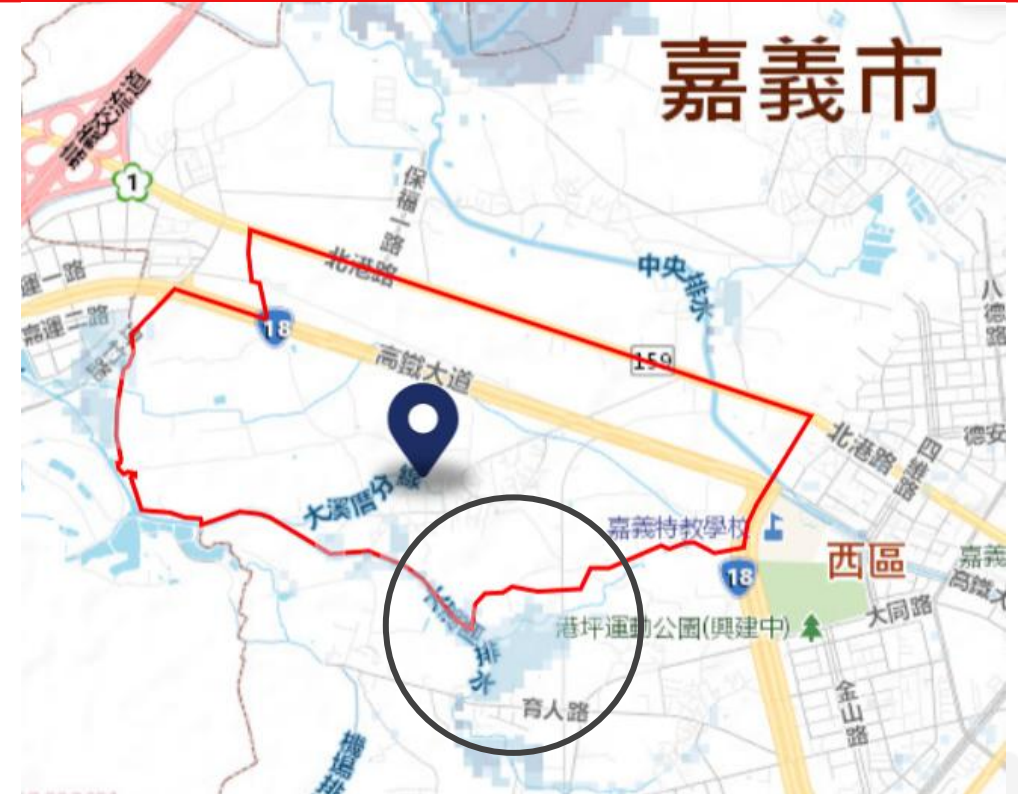 嘉義市
嘉義交流道
1
保福一路
北港路
中央排水
運一路
嘉運二路
18
高鐵大道
159
八德路
北港路
四維路
德安
大溪厝分線
嘉義特教學校
18
西區
嘉義
高鐵大
大同路
港坪運動公園(興建中)
排水
育人路
金山路
機場排